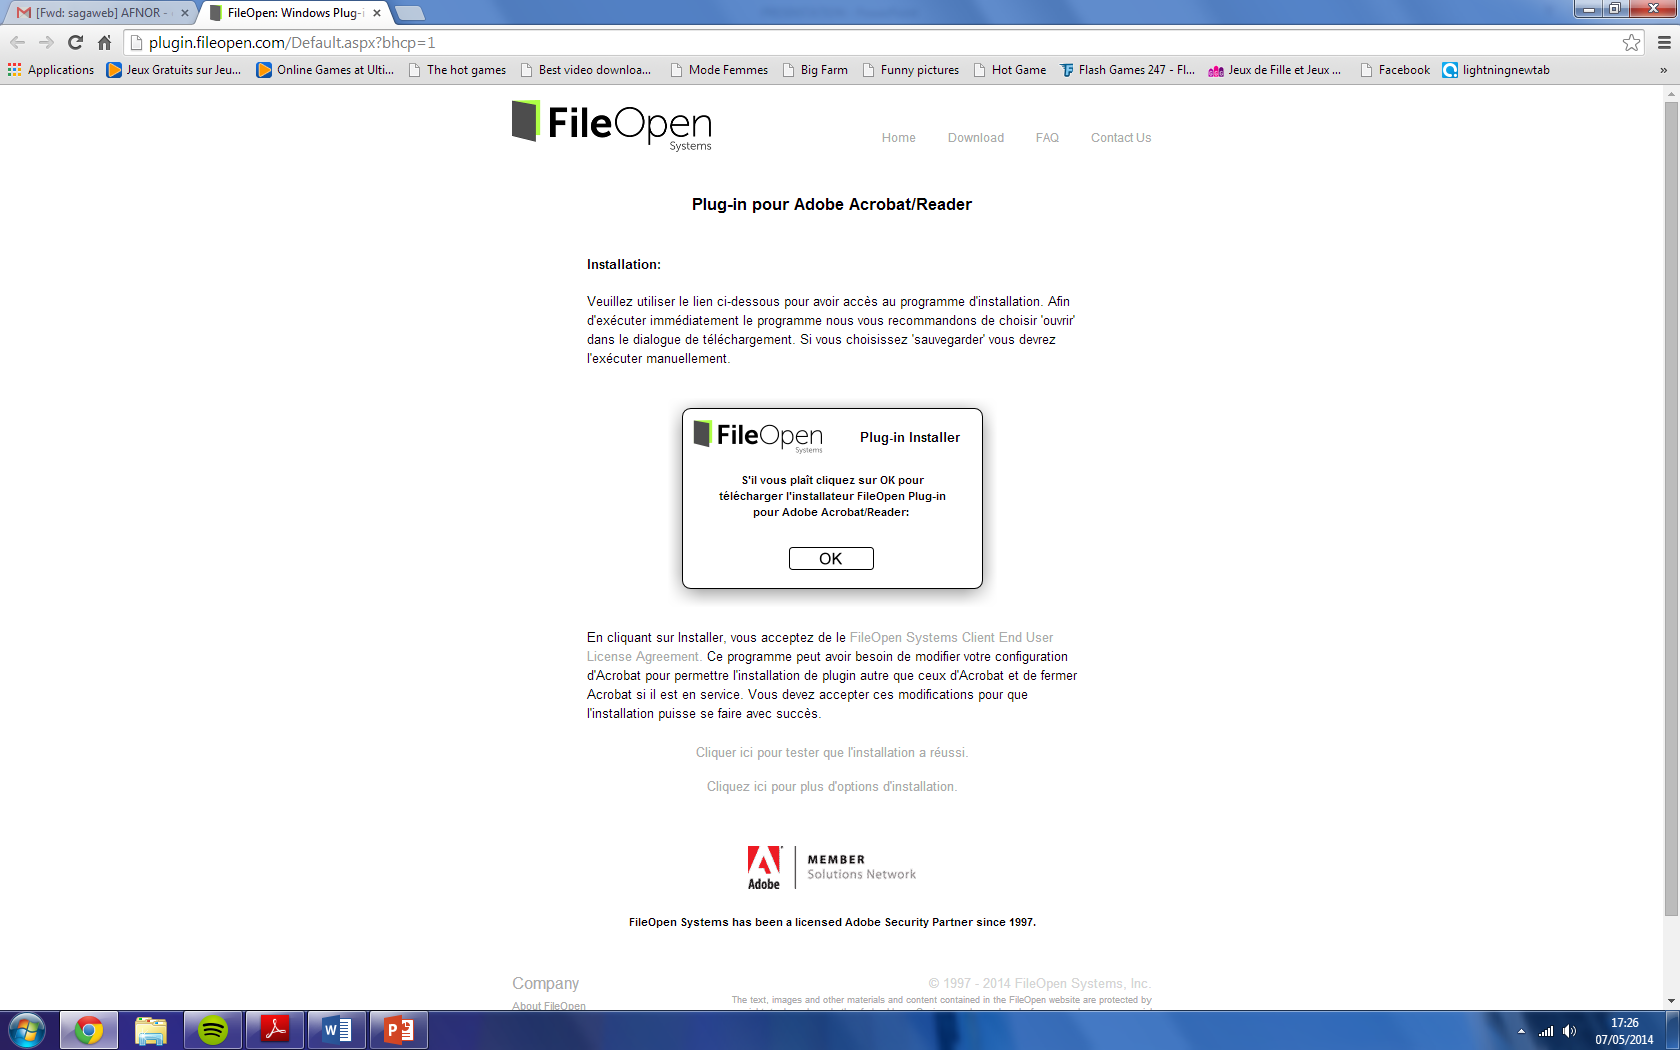 [Fwd: sagaweb] AFNOR -
FileOpen: Windows Plug-i
plugin.fileopen.com/Default.aspx?bhcp=1
Applications
Jeux Gratuits sur Jeu...
Online Games at Ulti...
The hot games
Best video downloa...
Mode Femmes
Big Farm
Funny pictures
Hot Game
Flash Games 247 - Fl...
Jeux de Fille et Jeux ...
Facebook
lightningnewtab
»
FileOpen
Systems
Home
Download
FAQ
Contact Us
Plug-in pour Adobe Acrobat/Reader
Installation:
Veuillez utiliser le lien ci-dessous pour avoir accès au programme d'installation. Afin
d'exécuter immédiatement le programme nous vous recommandons de choisir 'ouvrir'
dans le dialogue de téléchargement. Si vous choisissez 'sauvegarder' vous devrez
l'exécuter manuellement.
FileOpen
Systems
Plug-in Installer
S'il vous plaît cliquez sur OK pour
télécharger l'installateur FileOpen Plug-in
pour Adobe Acrobat/Reader:
OK
En cliquant sur Installer, vous acceptez de le FileOpen Systems Client End User
License Agreement. Ce programme peut avoir besoin de modifier votre configuration
d'Acrobat pour permettre l'installation de plugin autre que ceux d'Acrobat et de fermer
Acrobat si il est en service. Vous devez accepter ces modifications pour que
l'installation puisse se faire avec succès.
Cliquer ici pour tester que l'installation a réussi.
Cliquez ici pour plus d'options d'installation.
Adobe
MEMBER
Solutions Network
FileOpen Systems has been a licensed Adobe Security Partner since 1997.
Company
© 1997 - 2014 FileOpen Systems, Inc.
About FileOpen
The text, images and other materials and content contained in the FileOpen website are protected by
17:26
07/05/2014